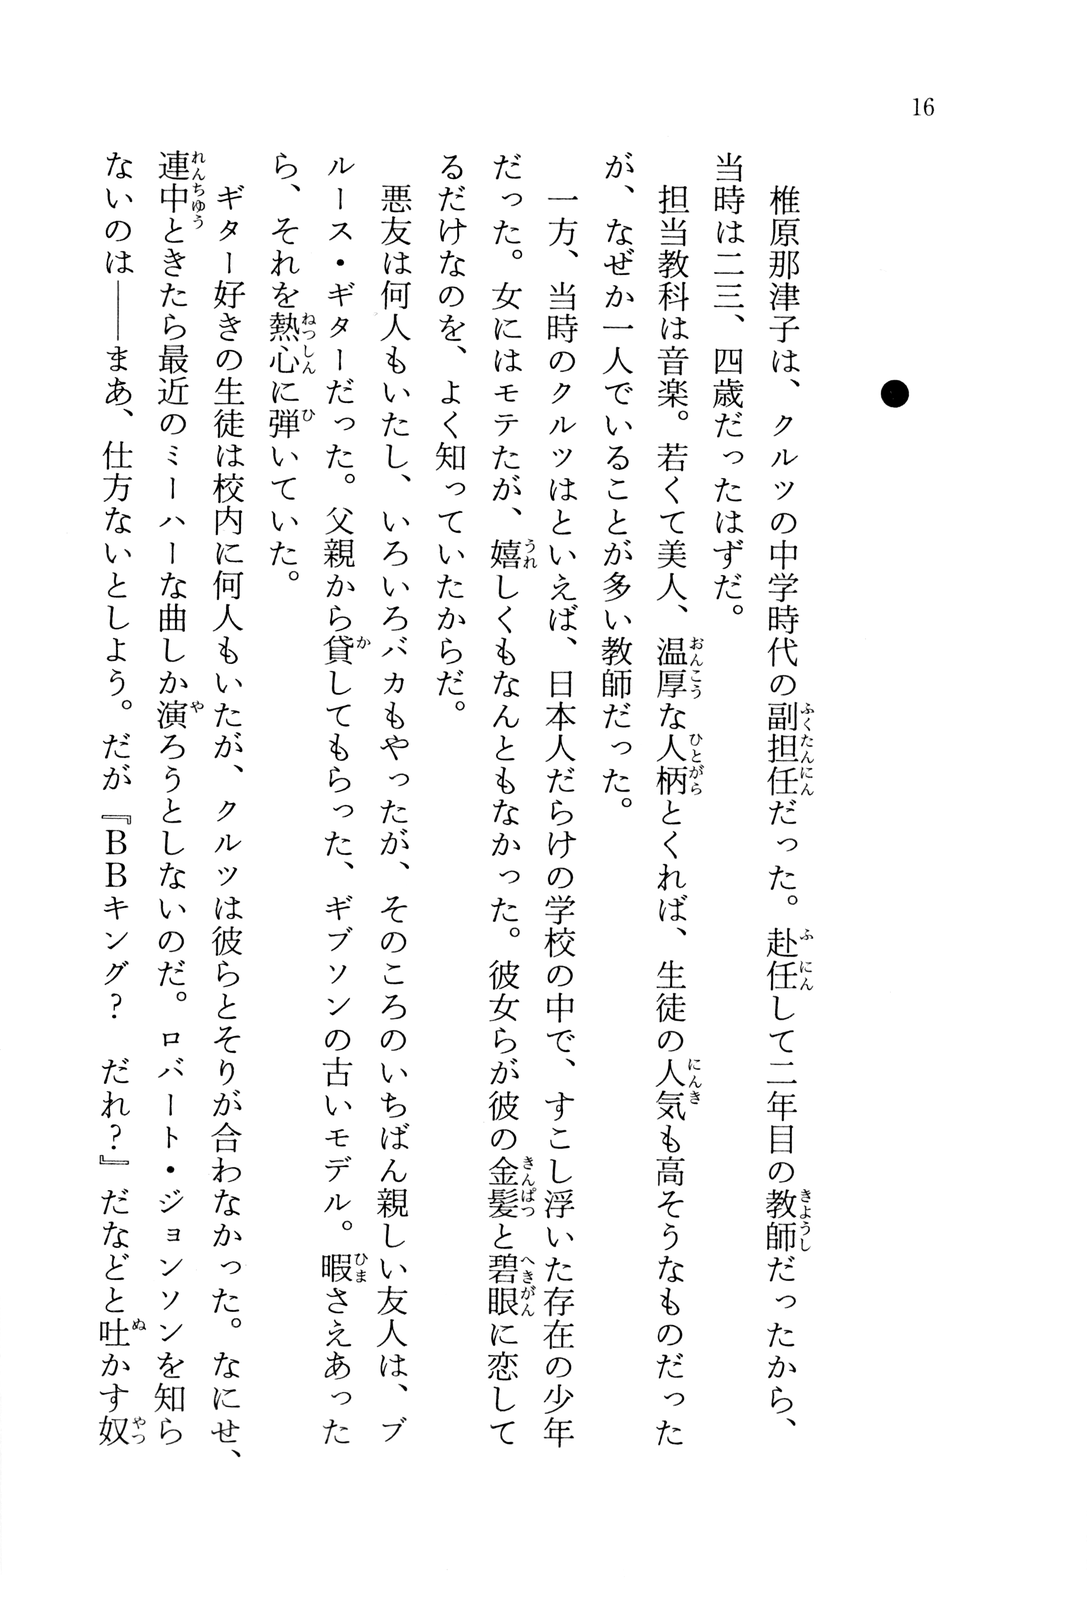 16
●
椎原那津子は、クルツの中学時代の副担任だった。赴任して二年目の教師だったから、
当時は二三、四歳だったはずだ。
担当教科は音楽。若くて美人、温厚な人柄とくれば、生徒の人気も高そうなものだった
が、なぜか一人でいることが多い教師だった。
一方、当時のクルツはといえば、日本人だらけの学校の中で、すこし浮いた存在の少年
だった。女にはモテたが、嬉しくもなんともなかった。彼女らが彼の金髪と碧眼に恋して
るだけなのを、よく知っていたからだ。
悪友は何人もいたし、いろいろバカもやったが、そのころのいちばん親しい友人は、ブ
ルース・ギターだった。父親から貸してもらった、ギブソンの古いモデル。暇さえあった
ら、それを熱心に弾いていた。
ギター好きの生徒は校内に何人もいたが、クルツは彼らとそりが合わなかった。なにせ、
連中ときたら最近のミーハーな曲しか演ろうとしないのだ。ロバート・ジョンソンを知ら
ないのは――まあ、仕方ないとしよう。だが『ＢＢキング？　だれ？』だなどと吐かす奴